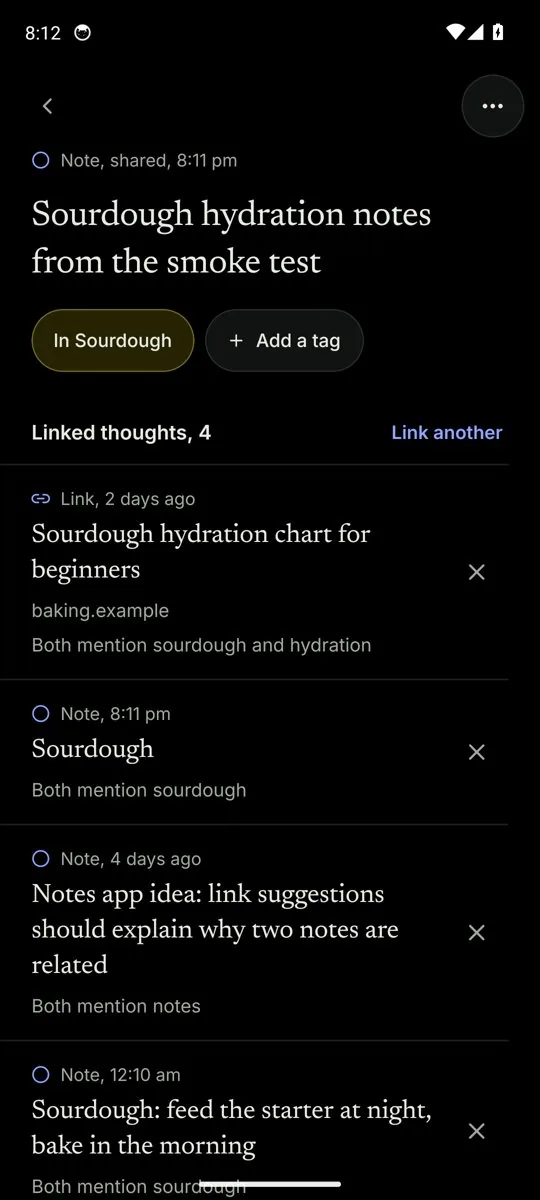 8:12
Note, shared, 8:11 pm
Sourdough hydration notes
from the smoke test
In Sourdough
+ Add a tag
Linked thoughts, 4
Link another
Link, 2 days ago
Sourdough hydration chart for
beginners
baking.example
Both mention sourdough and hydration
Note, 8:11 pm
Sourdough
Both mention sourdough
Note, 4 days ago
Notes app idea: link suggestions
should explain why two notes are
related
Both mention notes
Note, 12:10 am
Sourdough: feed the starter at night,
bake in the morning
Both mention sourdough